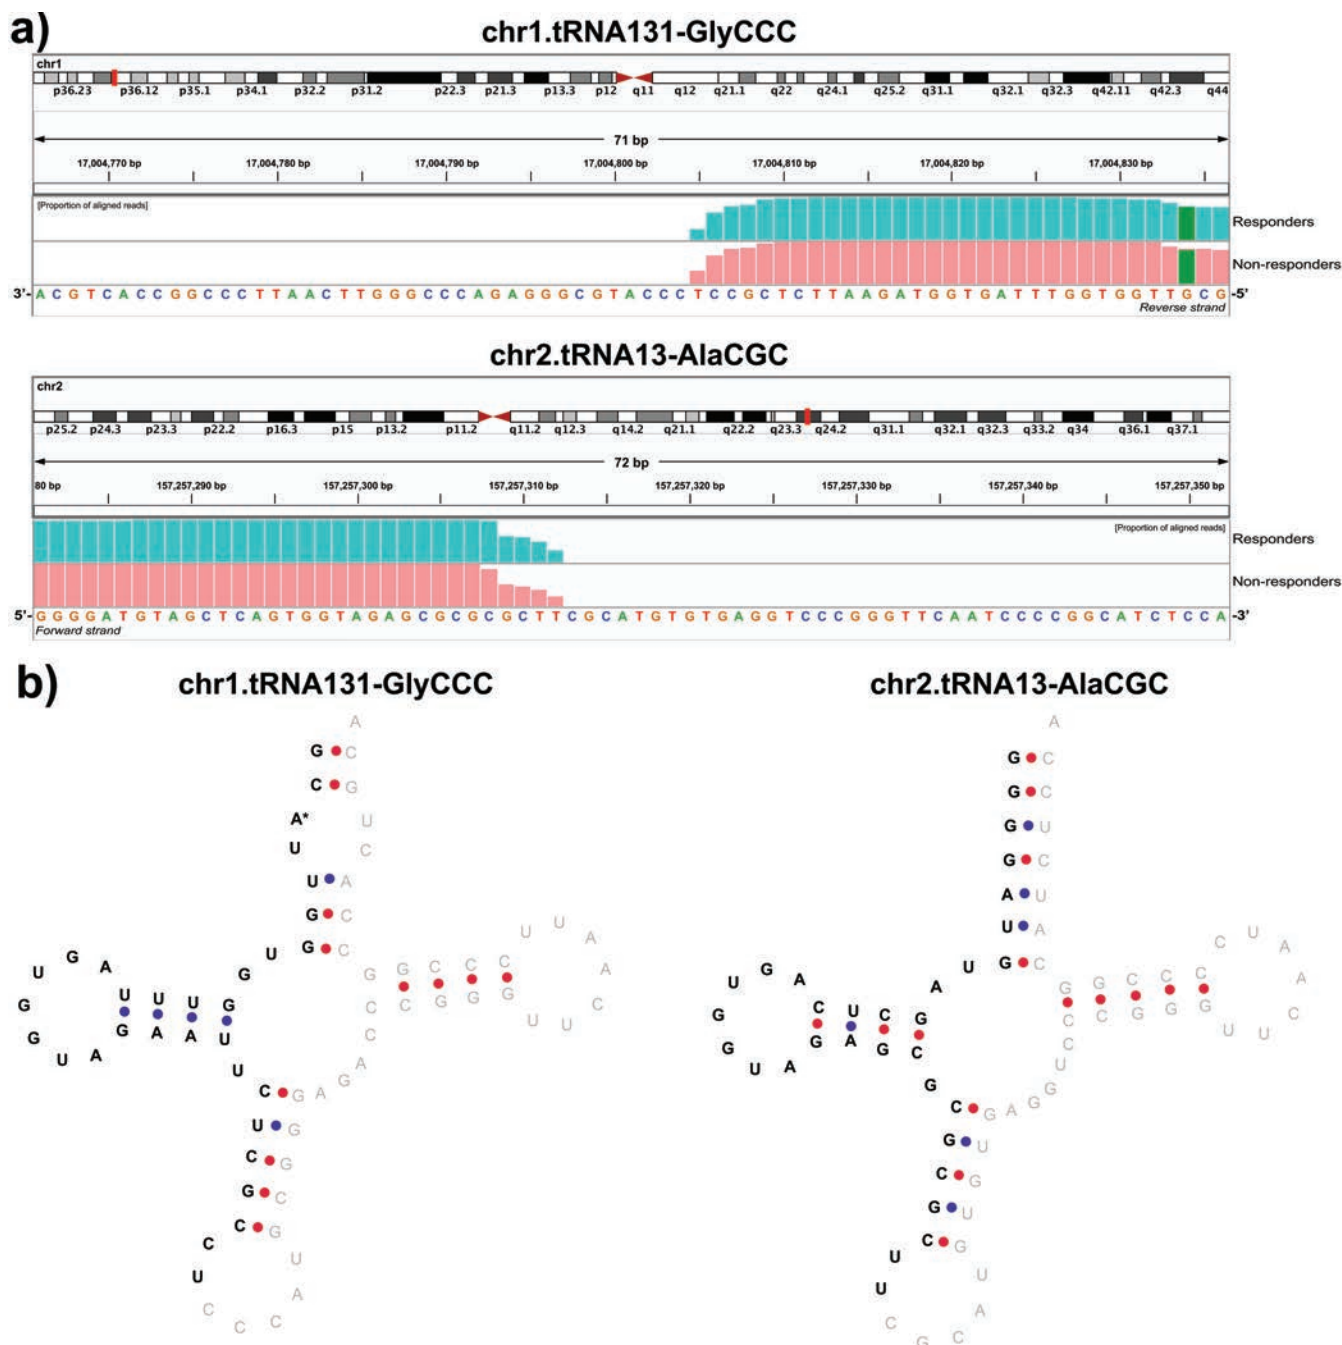 a)
chr1.tRNA131-GlyCCC
chr1
p36.23 p36.12 p35.1 p34.1 p32.2 p31.2 p22.3 p21.3 p13.3 p12 q11 q12 q21.1 q22 q24.1 q25.2 q31.1 q32.1 q32.3 q42.11 q42.3 q44
71 bp
17,004,770 bp 17,004,780 bp 17,004,790 bp 17,004,800 bp 17,004,810 bp 17,004,820 bp 17,004,830 bp
[Proportion of aligned reads]
Responders
Non-responders
3'- A C G T C A C C G G C C C T T A A C T T G G G C C C A G A G G G C G T A C C C T C C G C T C T T A A G A T G G T G A T T T G G T G G T T G C G -5'
Reverse strand
chr2.tRNA13-AlaCGC
chr2
p25.2 p24.3 p23.3 p22.2 p16.3 p15 p13.2 p11.2 q11.2 q12.3 q14.2 q21.1 q22.2 q23.3 q24.2 q31.1 q32.1 q32.3 q33.2 q34 q36.1 q37.1
72 bp
80 bp 157,257,290 bp 157,257,300 bp 157,257,310 bp 157,257,320 bp 157,257,330 bp 157,257,340 bp 157,257,350 bp
[Proportion of aligned reads]
Responders
Non-responders
5'- G G G G A T G T A G C T C A G T G G T A G A G C G C G C G C T T C G C A T G T G T G A G G T C C C G G G T T C A A T C C C C G G C A T C T C C A -3'
Forward strand
b)
chr1.tRNA131-GlyCCC
A
G C
C G
A* U
U C
U A
G C
G C
U G
G A G U
U U U G
G G A A U
U A U
G G C C C
C C G G G
U U A A C U U
C A G A G
C G
U G
C G
G C
C G
C U
U A
C C C
chr2.tRNA13-AlaCGC
A
G C
G C
G U
G C
A U
U A
G C
U A
A G U G
C U C G
G U A G A G C
G
G G C C C
C C G G G
C U A A C U U
C U G G A G
C G
G U
C G
G U
C G
U U
U A
C G C